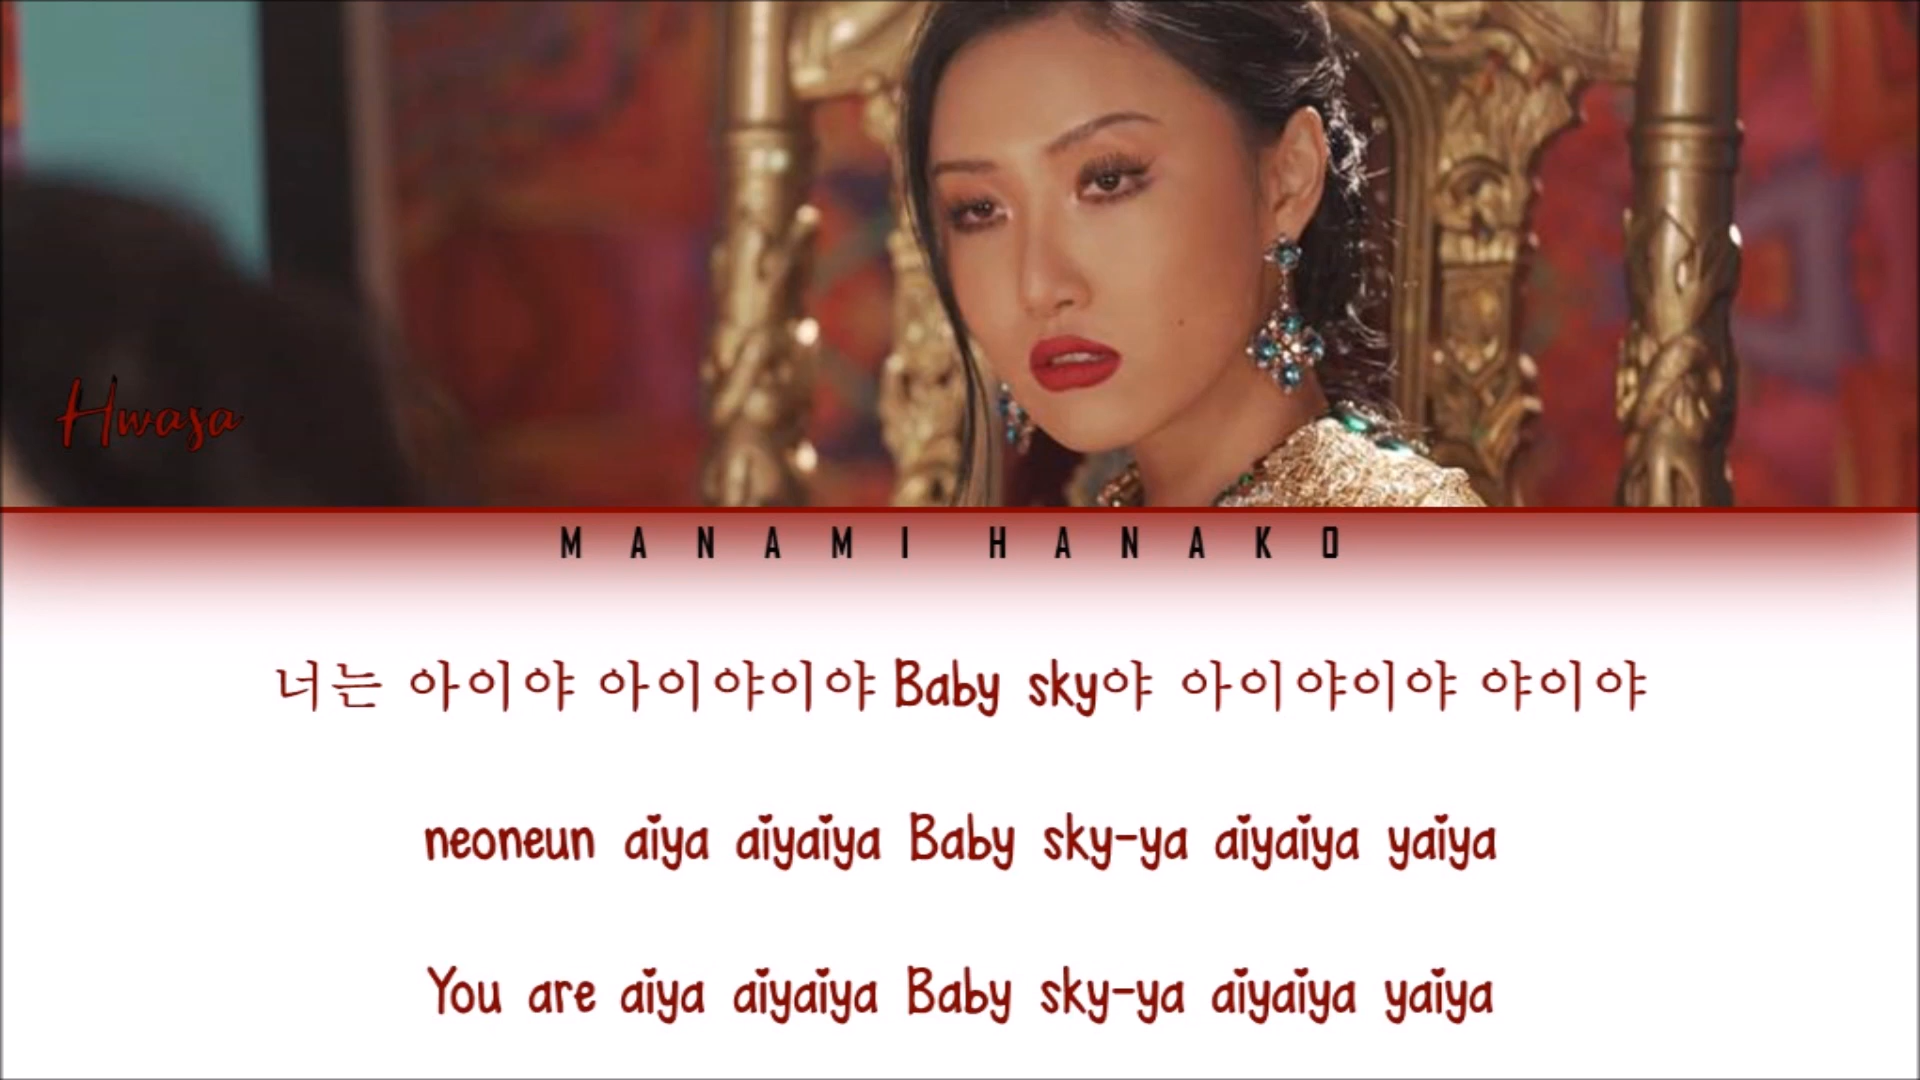 Hwasa
MANAMI HANAKO
너는 아이야 아이야이야 Baby sky야 아이야이야 야이야
neoneun aiya aiyaiya Baby sky-ya aiyaiya yaiya
You are aiya aiyaiya Baby sky-ya aiyaiya yaiya